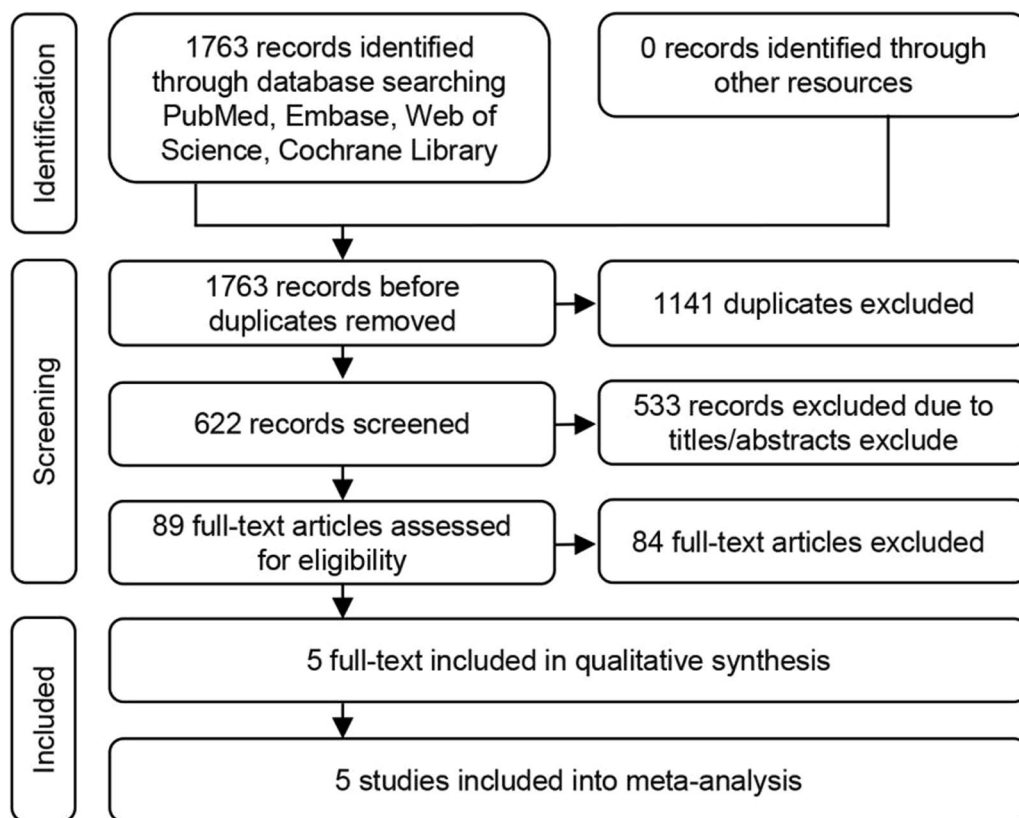 Identification
1763 records identified
through database searching
PubMed, Embase, Web of
Science, Cochrane Library
0 records identified through
other resources
Screening
1763 records before
duplicates removed
1141 duplicates excluded
622 records screened
533 records excluded due to
titles/abstracts exclude
89 full-text articles assessed
for eligibility
84 full-text articles excluded
Included
5 full-text included in qualitative synthesis
5 studies included into meta-analysis